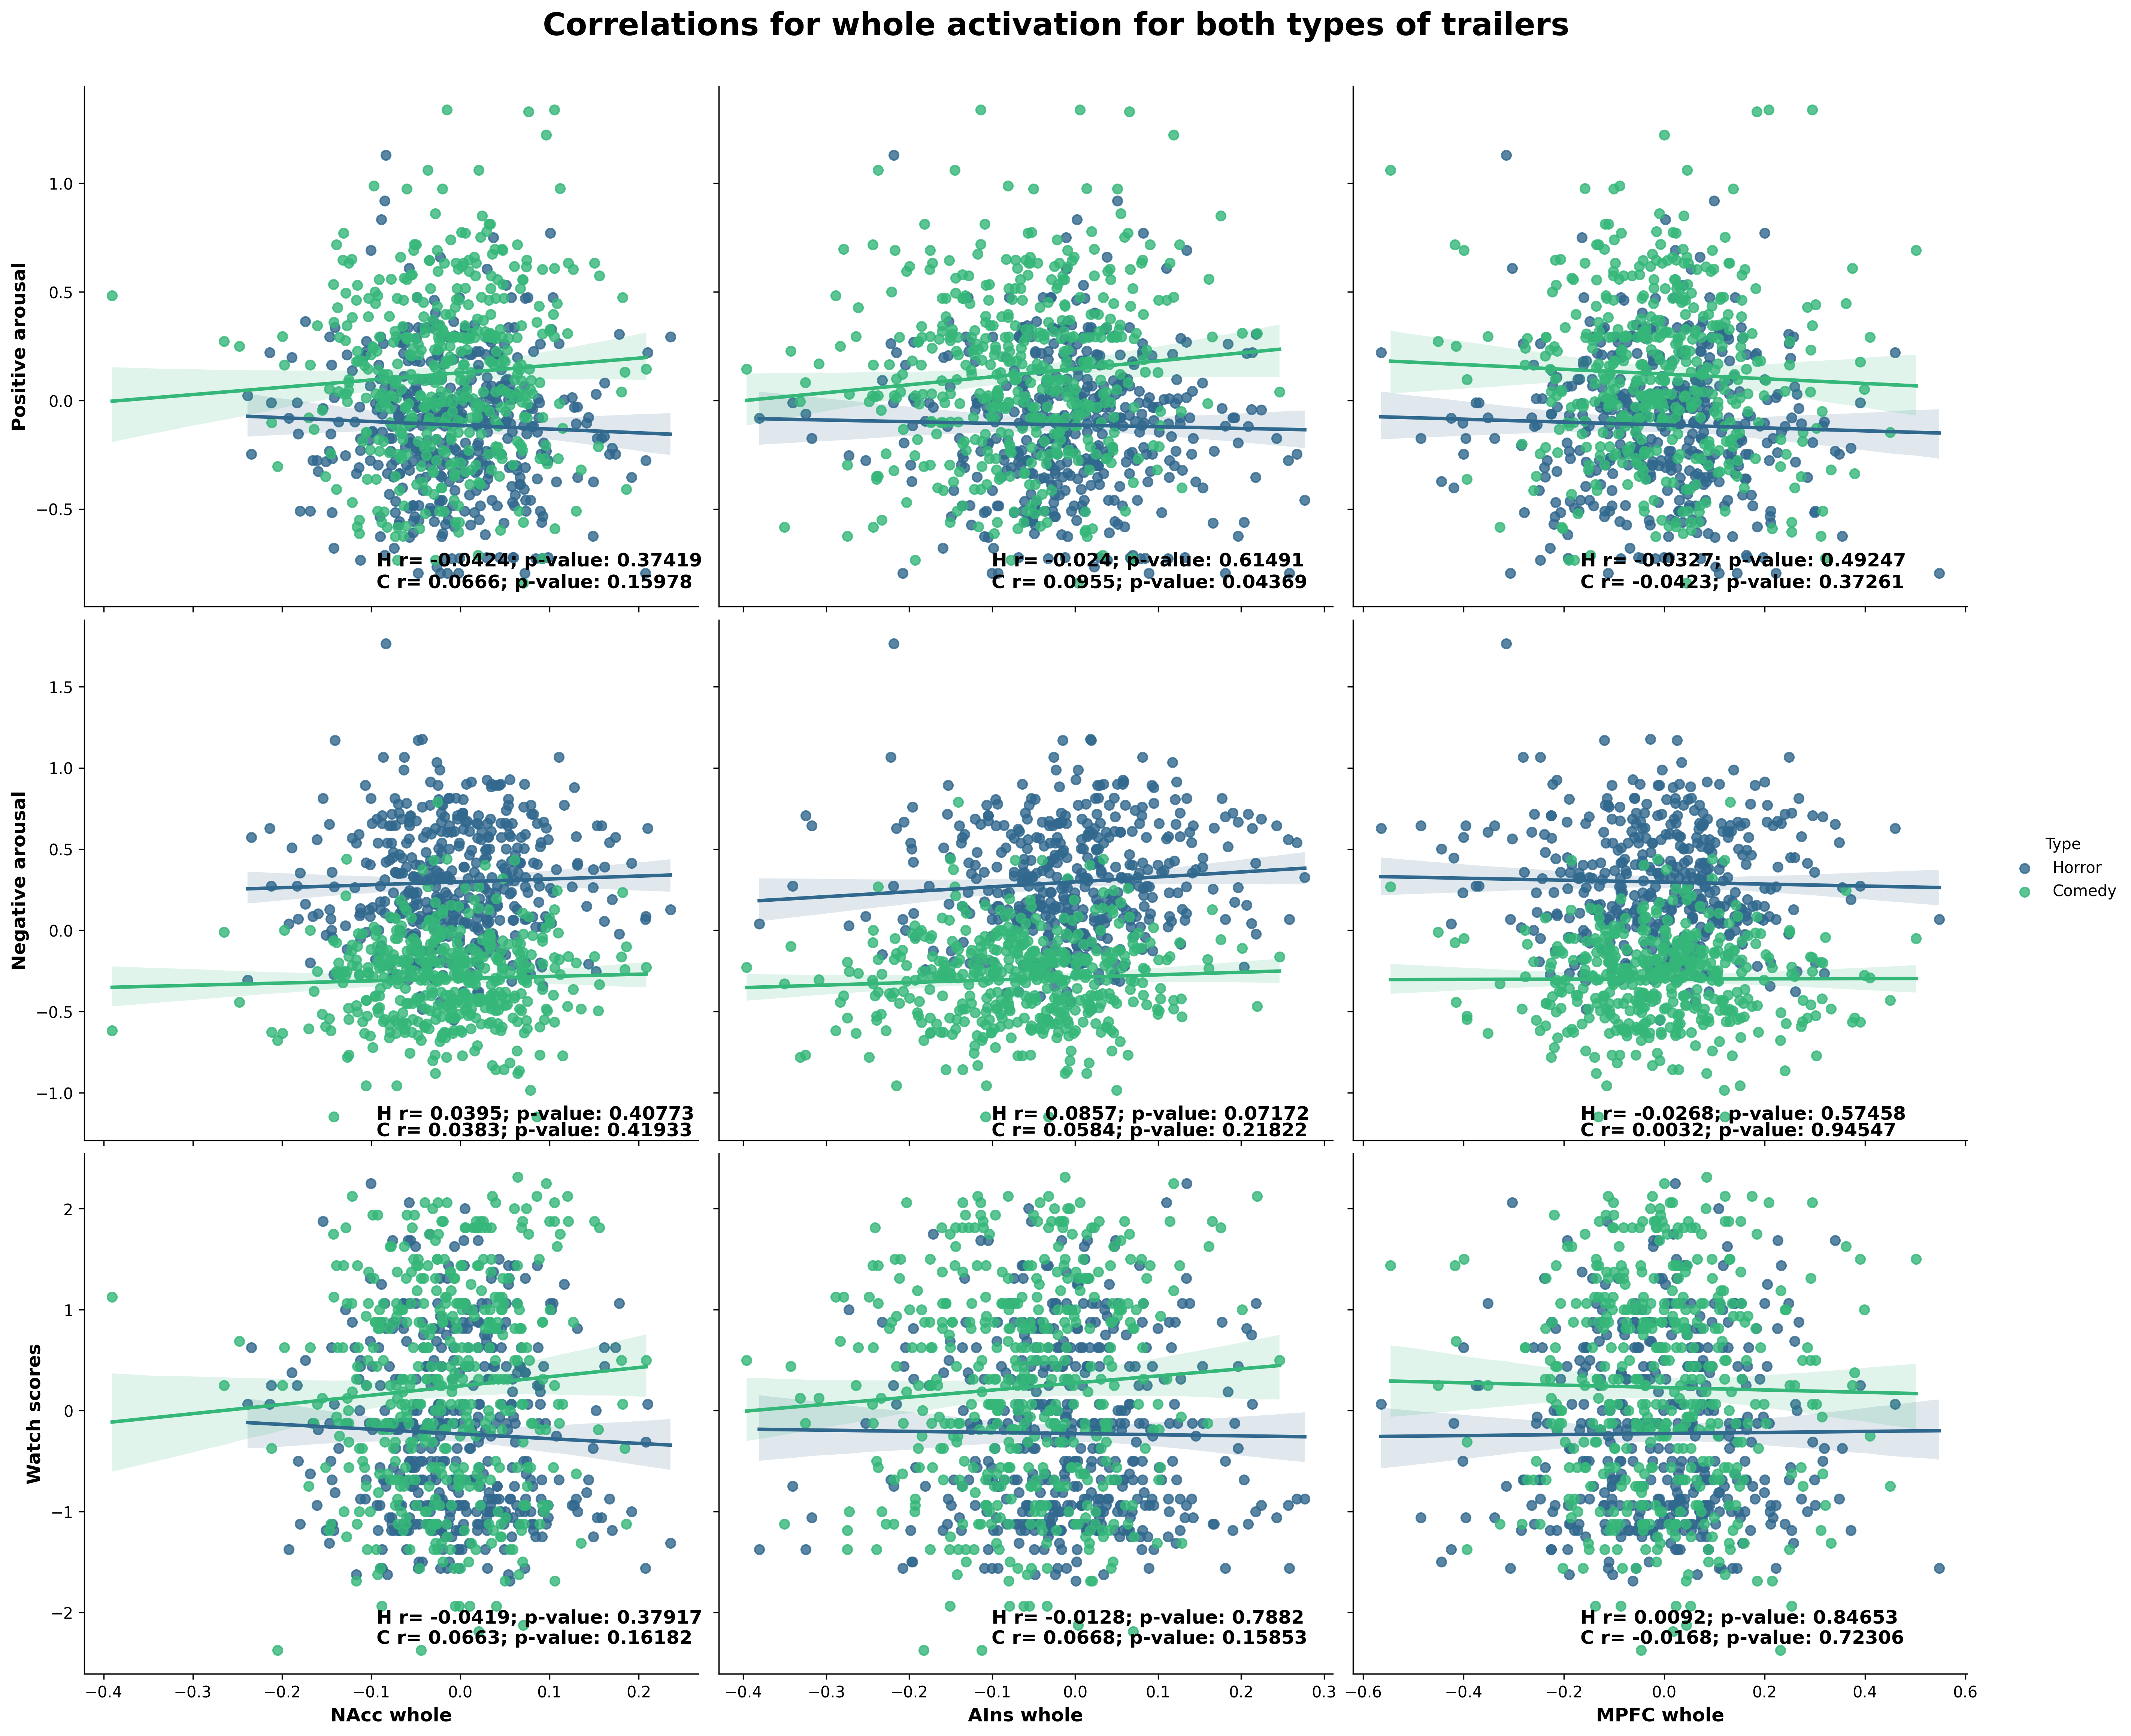 Correlations for whole activation for both types of trailers
Positive arousal
1.0
0.5
0.0
−0.5
H r= -0.0424; p-value: 0.37419
C r= 0.0666; p-value: 0.15978
H r= -0.024; p-value: 0.61491
C r= 0.0955; p-value: 0.04369
H r= -0.0327; p-value: 0.49247
C r= -0.0423; p-value: 0.37261
Negative arousal
1.5
1.0
0.5
0.0
−0.5
−1.0
H r= 0.0395; p-value: 0.40773
C r= 0.0383; p-value: 0.41933
H r= 0.0857; p-value: 0.07172
C r= 0.0584; p-value: 0.21822
H r= -0.0268; p-value: 0.57458
C r= 0.0032; p-value: 0.94547
Type
Horror
Comedy
Watch scores
2
1
0
−1
−2
H r= -0.0419; p-value: 0.37917
C r= 0.0663; p-value: 0.16182
H r= -0.0128; p-value: 0.7882
C r= 0.0668; p-value: 0.15853
H r= 0.0092; p-value: 0.84653
C r= -0.0168; p-value: 0.72306
−0.4 −0.3 −0.2 −0.1 0.0 0.1 0.2
−0.4 −0.3 −0.2 −0.1 0.0 0.1 0.2 0.3
−0.6 −0.4 −0.2 0.0 0.2 0.4 0.6
NAcc whole
AIns whole
MPFC whole